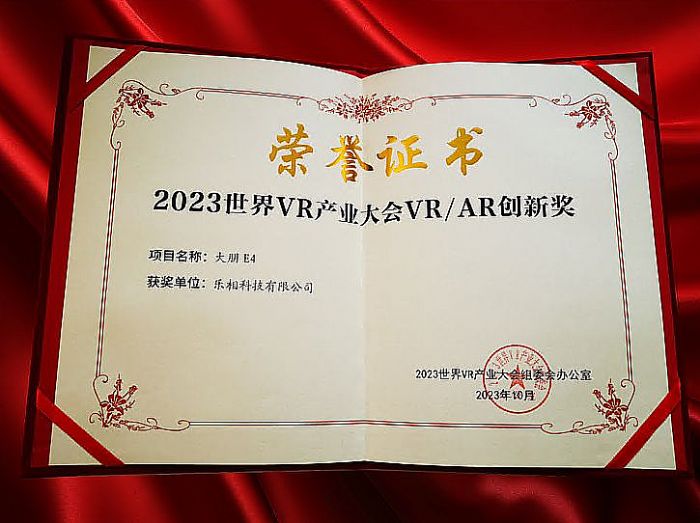 荣誉证书
2023世界VR产业大会VR/AR创新奖
项目名称：大朋 E4
获奖单位：乐相科技有限公司
2023世界VR产业大会组委会办公室
2023年10月